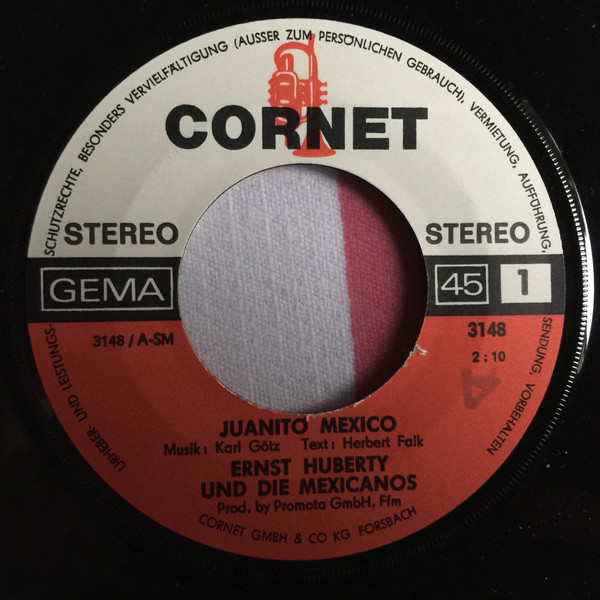 SCHUTZRECHTE, BESONDERS VERVIELFÄLTIGUNG (AUSSER ZUM PERSÖNLICHEN GEBRAUCH), VERMIETUNG, AUFFÜHRUNG,
CORNET
STEREO STEREO
GEMA 45 1
URHEBER- UND LEISTUNGS-
SENDUNG, VORBEHALTEN
3148 / A-SM 3148
2:10
A
JUANITO MEXICO
Musik: Karl Götz Text: Herbert Falk
ERNST HUBERTY
UND DIE MEXICANOS
Prod. by Promota GmbH, Ffm
CORNET GMBH & CO KG FORSBACH